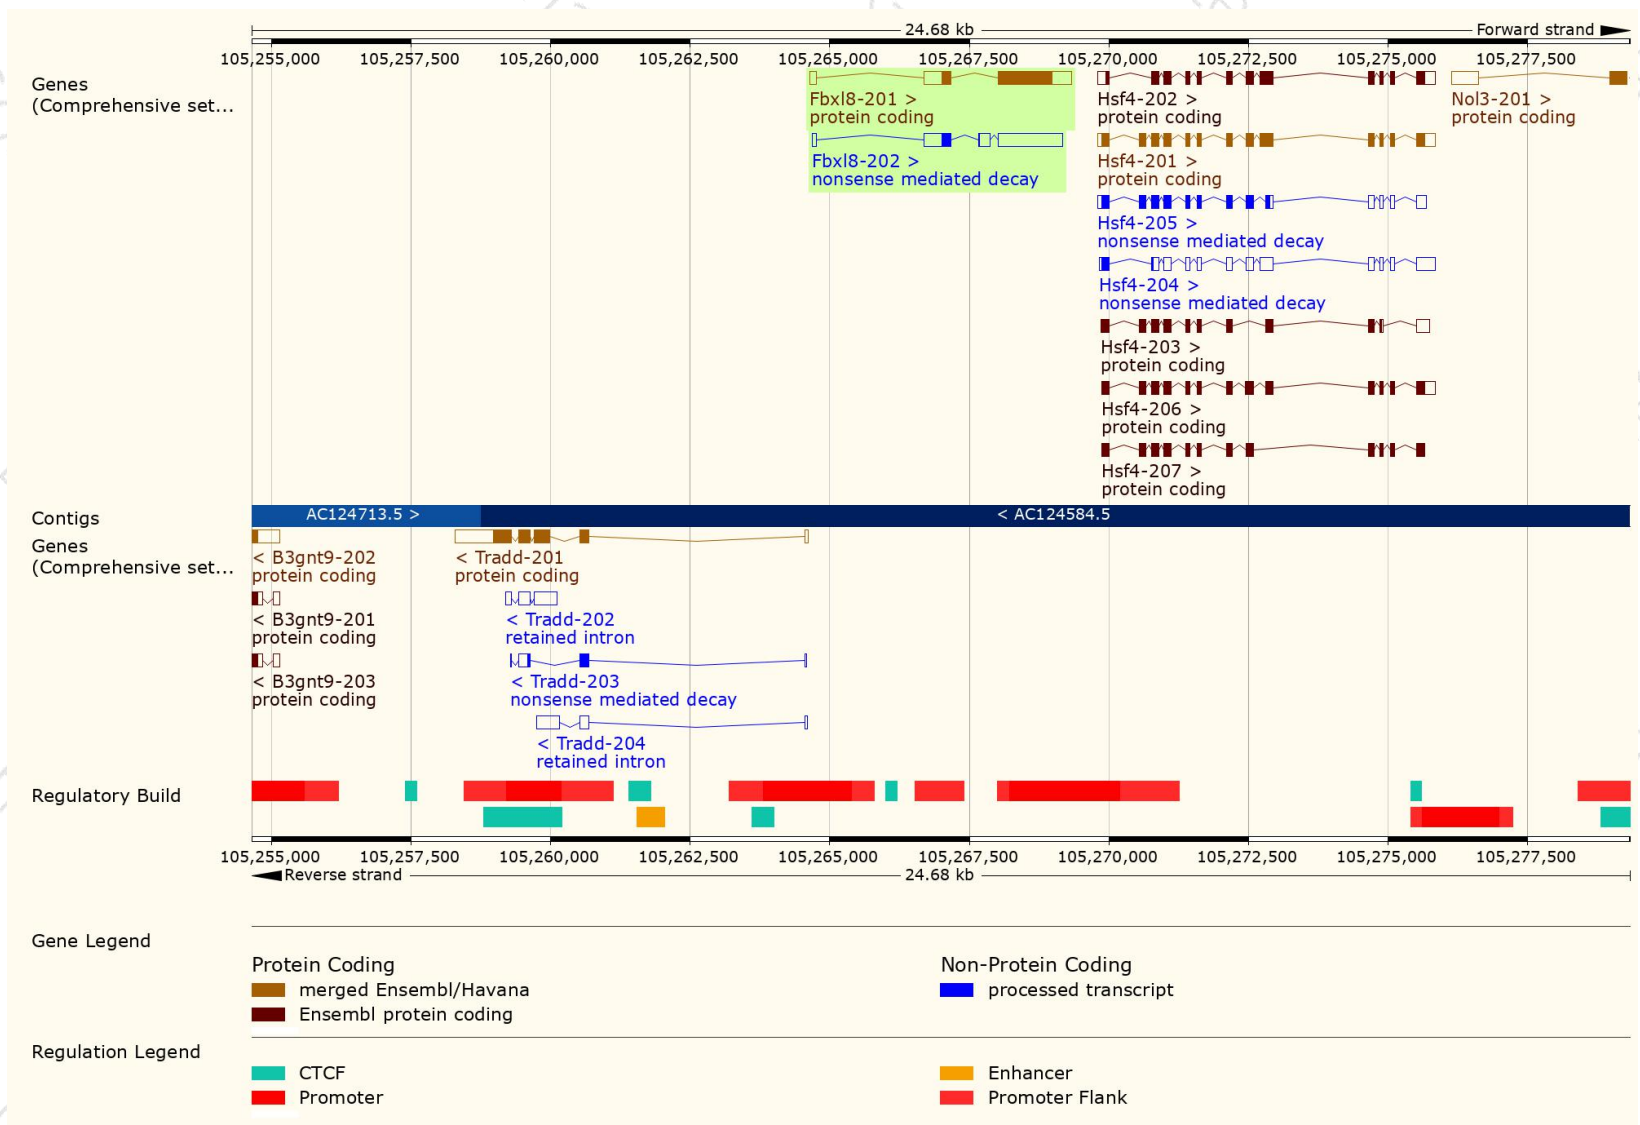 24.68 kb Forward strand
105,255,000 105,257,500 105,260,000 105,262,500 105,265,000 105,267,500 105,270,000 105,272,500 105,275,000 105,277,500
Genes
(Comprehensive set...
Fbxl8-201 > Hsf4-202 > Nol3-201 >
protein coding protein coding protein coding
Fbxl8-202 > Hsf4-201 >
nonsense mediated decay protein coding
Hsf4-205 >
nonsense mediated decay
Hsf4-204 >
nonsense mediated decay
Hsf4-203 >
protein coding
Hsf4-206 >
protein coding
Hsf4-207 >
protein coding
Contigs AC124713.5 > < AC124584.5
Genes
(Comprehensive set...
< B3gnt9-202 < Tradd-201
protein coding protein coding
< B3gnt9-201 < Tradd-202
protein coding retained intron
< B3gnt9-203 < Tradd-203
protein coding nonsense mediated decay
< Tradd-204
retained intron
Regulatory Build
105,255,000 105,257,500 105,260,000 105,262,500 105,265,000 105,267,500 105,270,000 105,272,500 105,275,000 105,277,500
Reverse strand 24.68 kb
Gene Legend
Protein Coding Non-Protein Coding
merged Ensembl/Havana processed transcript
Ensembl protein coding
Regulation Legend
CTCF Enhancer
Promoter Promoter Flank